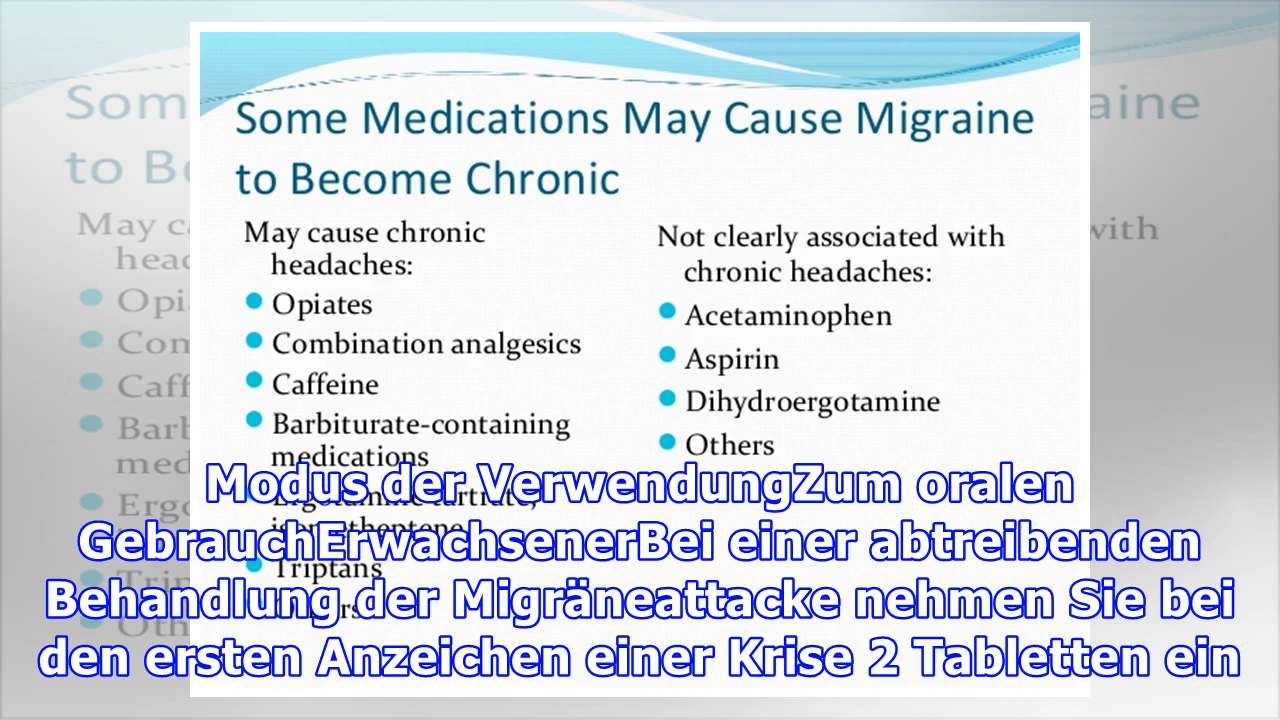 Some Medications May Cause Migraine
to Become Chronic
May cause chronic
headaches:
Opiates
Combination analgesics
Caffeine
Barbiturate-containing
medications
Triptans
Not clearly associated with
chronic headaches:
Acetaminophen
Aspirin
Dihydroergotamine
Others
Modus der VerwendungZum oralen
GebrauchErwachsenerBei einer abtreibenden
Behandlung der Migräneattacke nehmen Sie bei
den ersten Anzeichen einer Krise 2 Tabletten ein